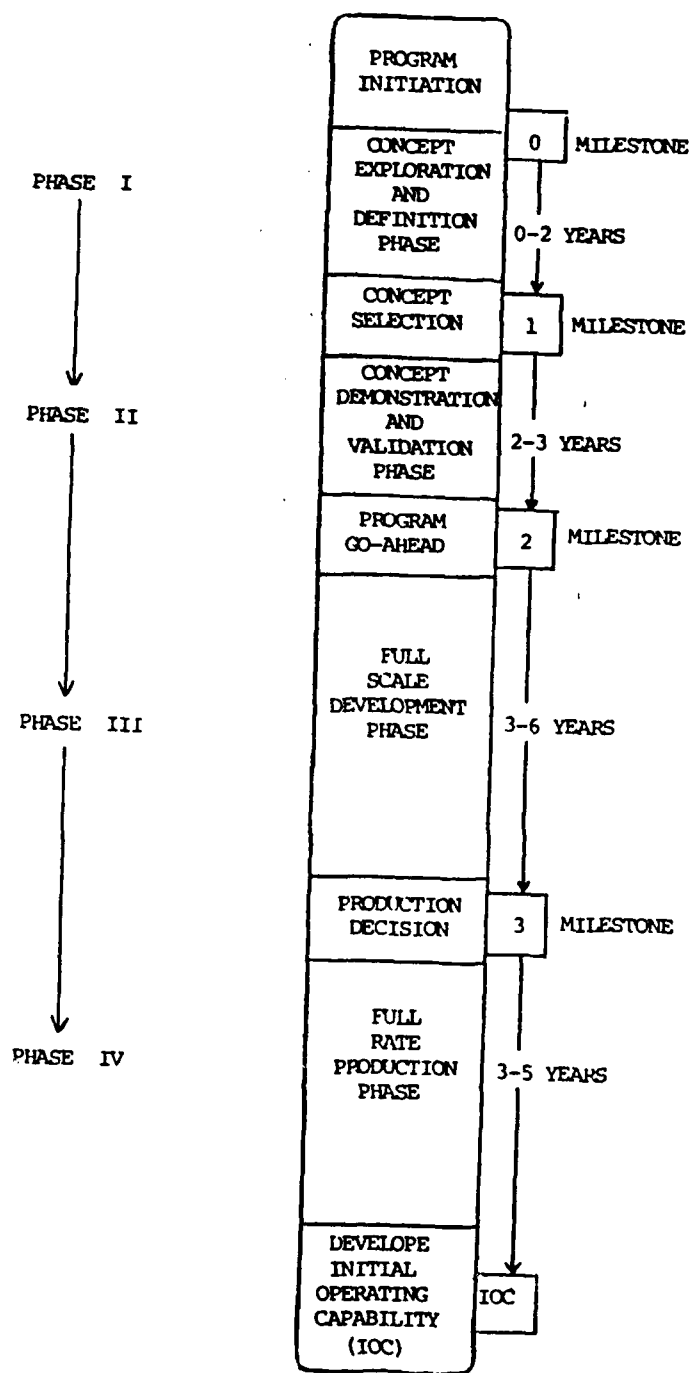 PROGRAM
INITIATION
0 MILESTONE
CONCEPT
EXPLORATION
AND
DEFINITION
PHASE
PHASE I
0-2 YEARS
CONCEPT
SELECTION
1 MILESTONE
CONCEPT
DEMONSTRATION
AND
VALIDATION
PHASE
PHASE II
2-3 YEARS
PROGRAM
GO-AHEAD
2 MILESTONE
FULL
SCALE
DEVELOPMENT
PHASE
PHASE III
3-6 YEARS
PRODUCTION
DECISION
3 MILESTONE
FULL
RATE
PRODUCTION
PHASE
PHASE IV
3-5 YEARS
DEVELOPE
INITIAL
OPERATING
CAPABILITY
(IOC)
IOC